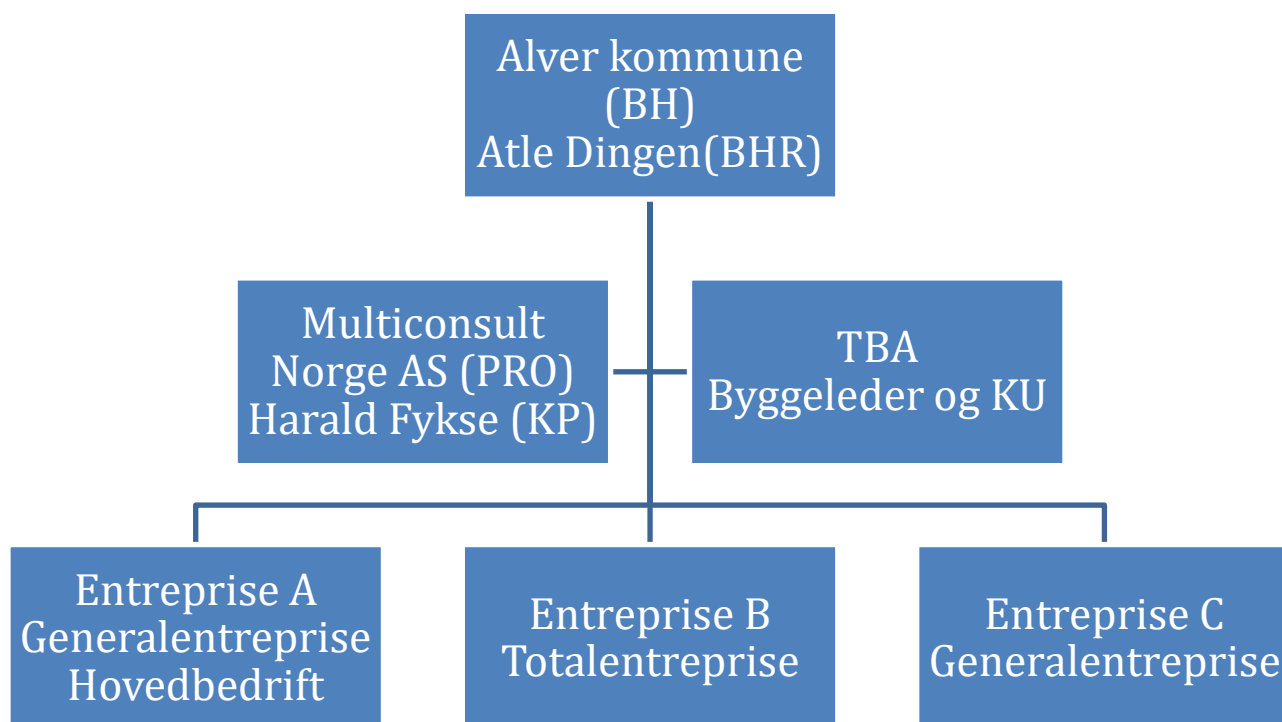 Alver kommune
(BH)
Atle Dingen(BHR)
Multiconsult
Norge AS (PRO)
Harald Fykse (KP)
TBA
Byggeleder og KU
Entreprise A
Generalentreprise
Hovedbedrift
Entreprise B
Totalentreprise
Entreprise C
Generalentreprise